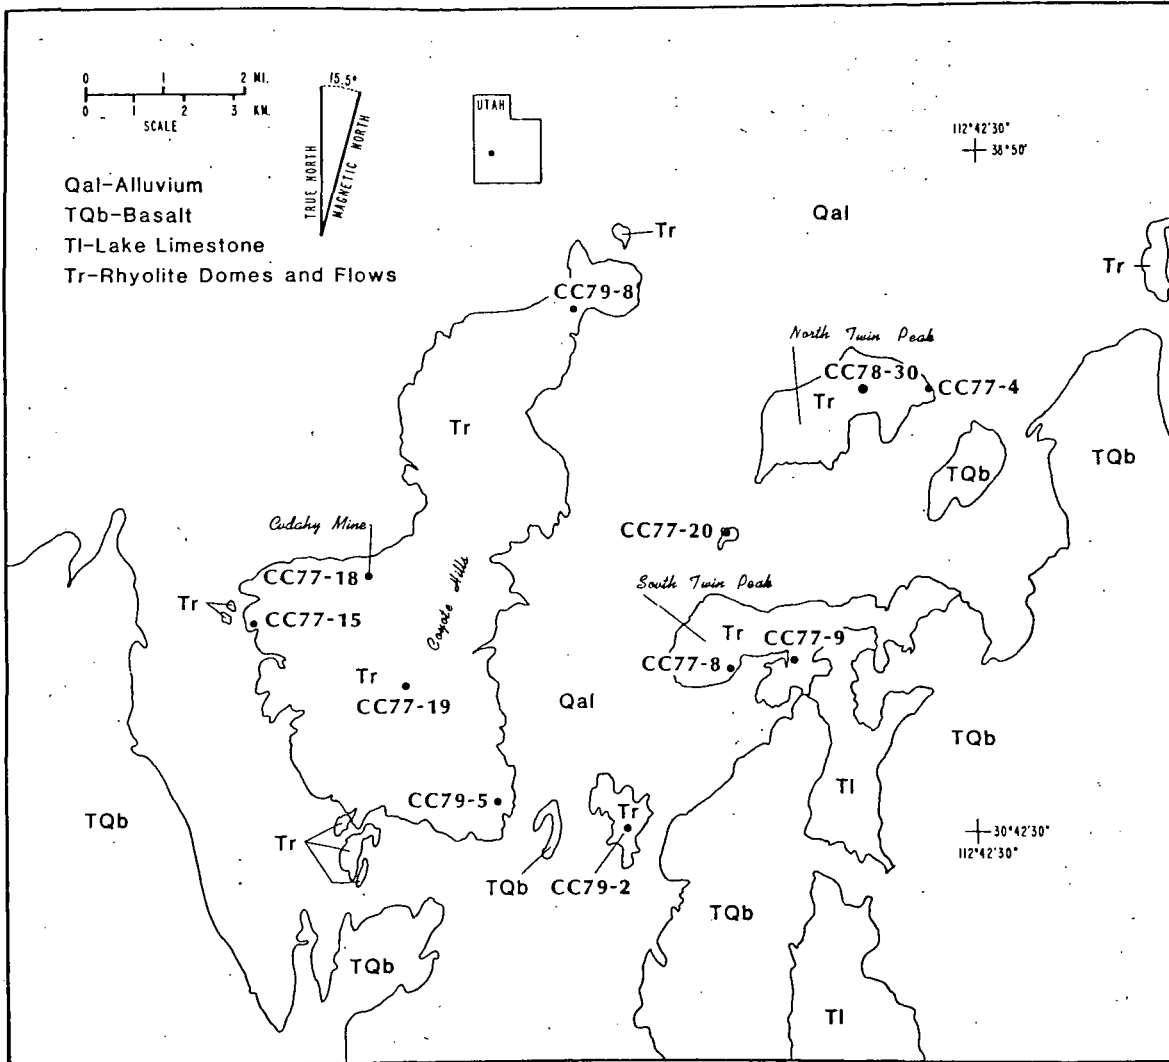 0 1 2 MI.
0 1 2 3 KM.
SCALE
15.5°
TRUE NORTH
MAGNETIC NORTH
UTAH
112°42'30"
38°50'
Qal-Alluvium
TQb-Basalt
Tl-Lake Limestone
Tr-Rhyolite Domes and Flows
Qal
Tr
Tr
CC79-8
North Twin Peak
CC78-30
Tr
CC77-4
Tr
TQb
TQb
Cudahy Mine
CC77-20
CC77-18
Coyote Hills
South Twin Peak
Tr
CC77-15
Tr
CC77-9
CC77-8
Tr
CC77-19
Qal
TQb
Tl
CC79-5
Tr
TQb
Tr
30°42'30"
112°42'30"
TQb
CC79-2
TQb
TQb
Tl